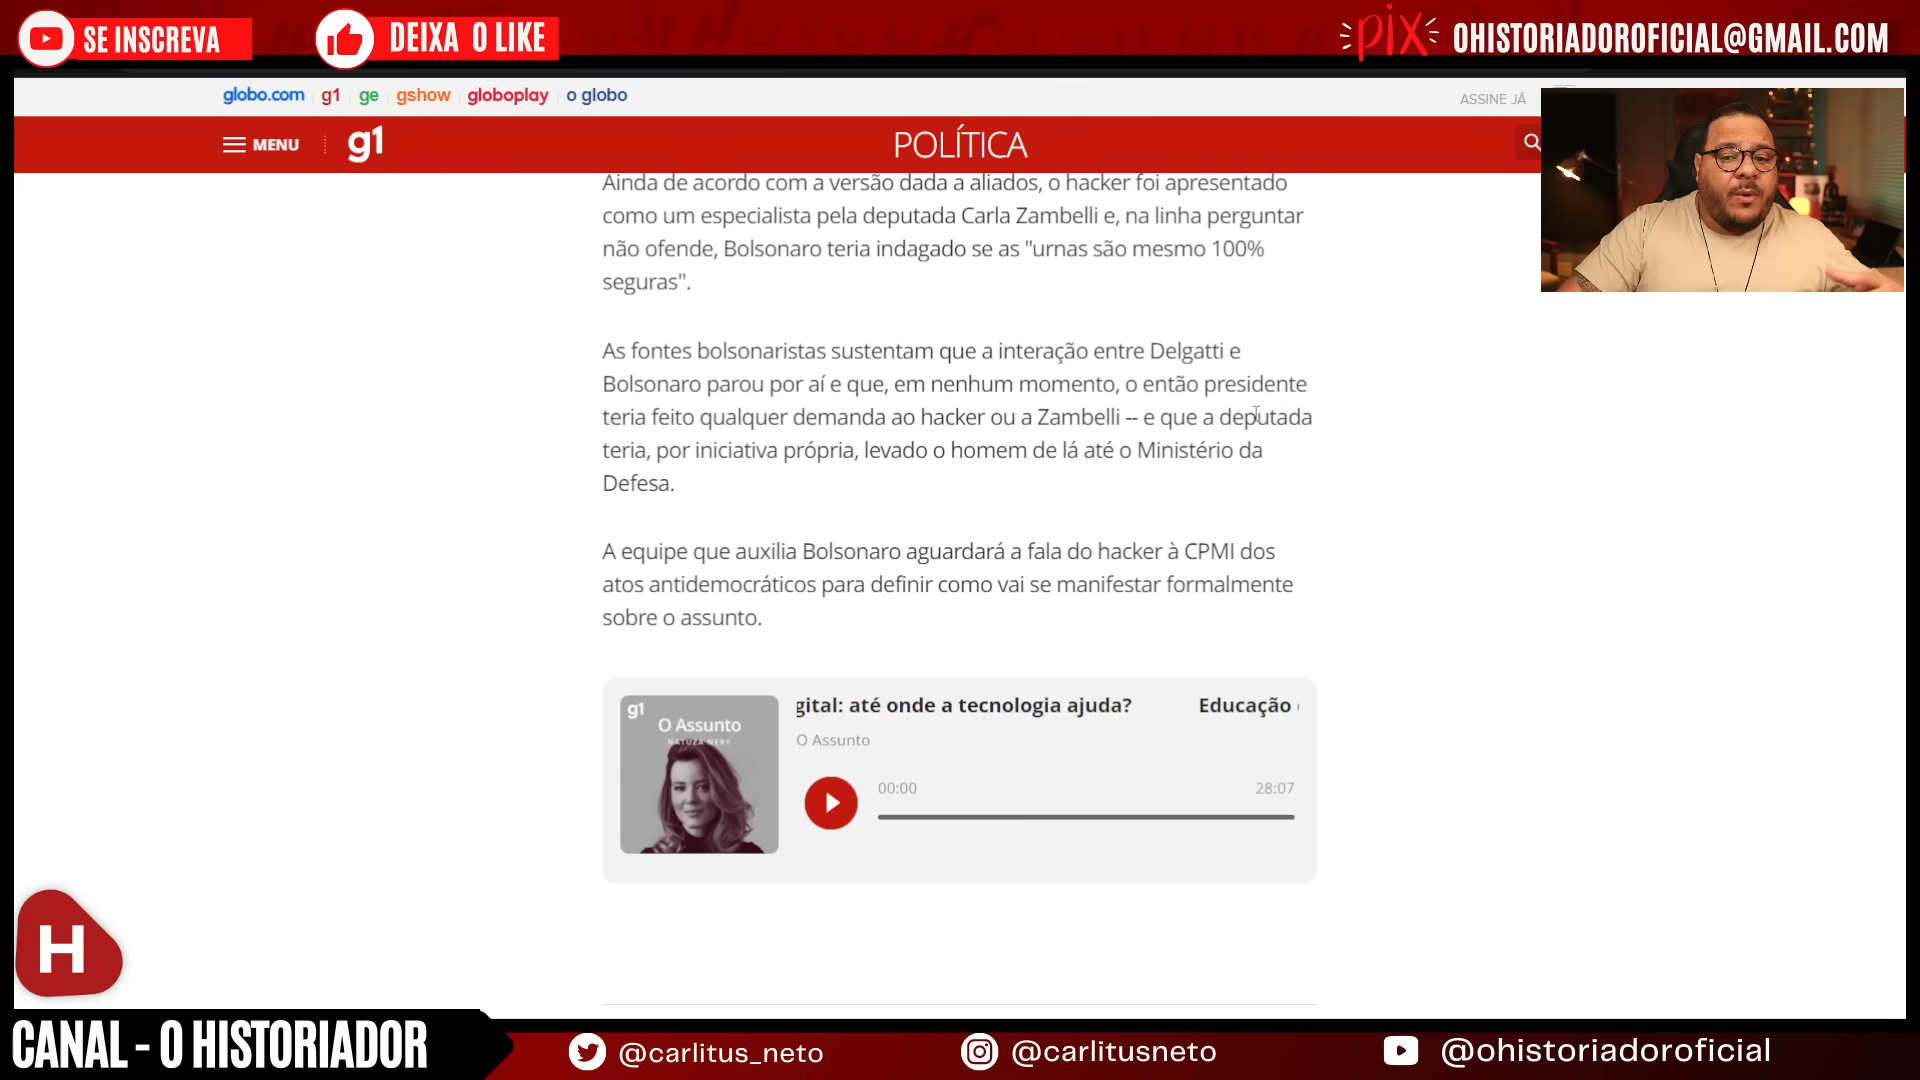 SE INSCREVA
DEIXA O LIKE
pix OHISTORIADOROFICIAL@GMAIL.COM
globo.com g1 ge gshow globoplay o globo
ASSINE JÁ
MENU
g1
POLÍTICA
Ainda de acordo com a versão dada a aliados, o hacker foi apresentado
como um especialista pela deputada Carla Zambelli e, na linha perguntar
não ofende, Bolsonaro teria indagado se as "urnas são mesmo 100%
seguras".
As fontes bolsonaristas sustentam que a interação entre Delgatti e
Bolsonaro parou por aí e que, em nenhum momento, o então presidente
teria feito qualquer demanda ao hacker ou a Zambelli -- e que a deputada
teria, por iniciativa própria, levado o homem de lá até o Ministério da
Defesa.
A equipe que auxilia Bolsonaro aguardará a fala do hacker à CPMI dos
atos antidemocráticos para definir como vai se manifestar formalmente
sobre o assunto.
g1
O Assunto
NATUZA NERY
gital: até onde a tecnologia ajuda? Educação
O Assunto
00:00 28:07
H
CANAL - O HISTORIADOR
@carlitus_neto
@carlitusneto
@ohistoriadoroficial